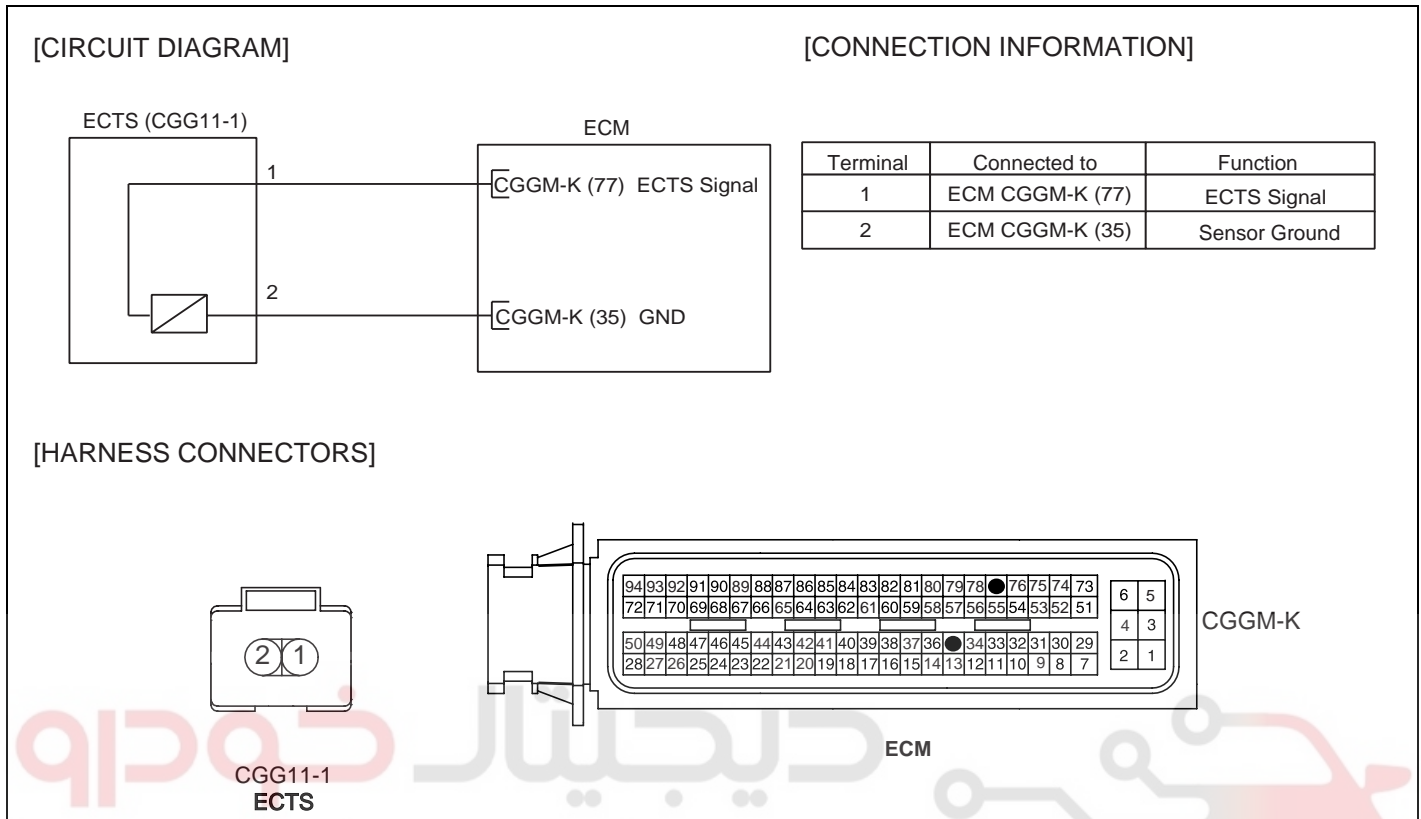 [CIRCUIT DIAGRAM]
[CONNECTION INFORMATION]
ECTS (CGG11-1)
ECM
1
CGGM-K (77) ECTS Signal
2
CGGM-K (35) GND
Terminal Connected to Function
1 ECM CGGM-K (77) ECTS Signal
2 ECM CGGM-K (35) Sensor Ground
[HARNESS CONNECTORS]
2 1
CGG11-1
ECTS
94 93 92 91 90 89 88 87 86 85 84 83 82 81 80 79 78 76 75 74 73
72 71 70 69 68 67 66 65 64 63 62 61 60 59 58 57 56 55 54 53 52 51
50 49 48 47 46 45 44 43 42 41 40 39 38 37 36 34 33 32 31 30 29
28 27 26 25 24 23 22 21 20 19 18 17 16 15 14 13 12 11 10 9 8 7
6 5
4 3
2 1
CGGM-K
ECM
دیجیتال خودرو